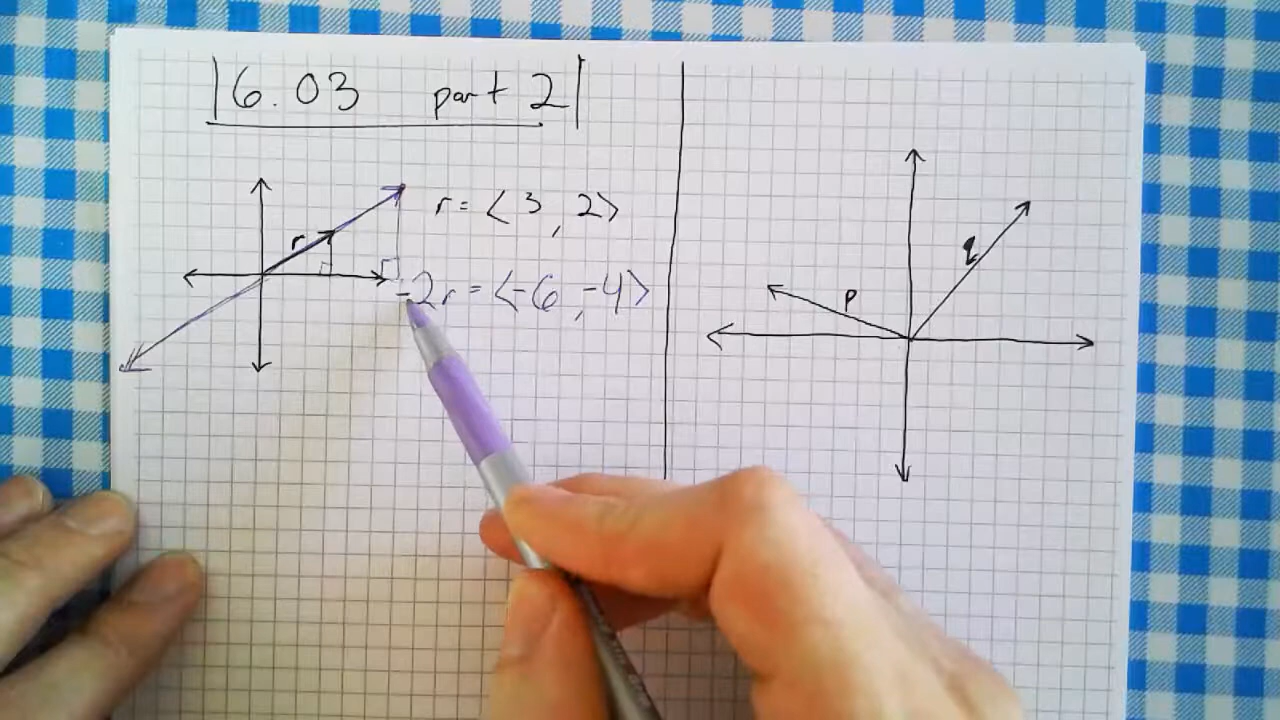 16.03 part 2
r
r = <3, 2>
-2r = <-6, -4>
q
p